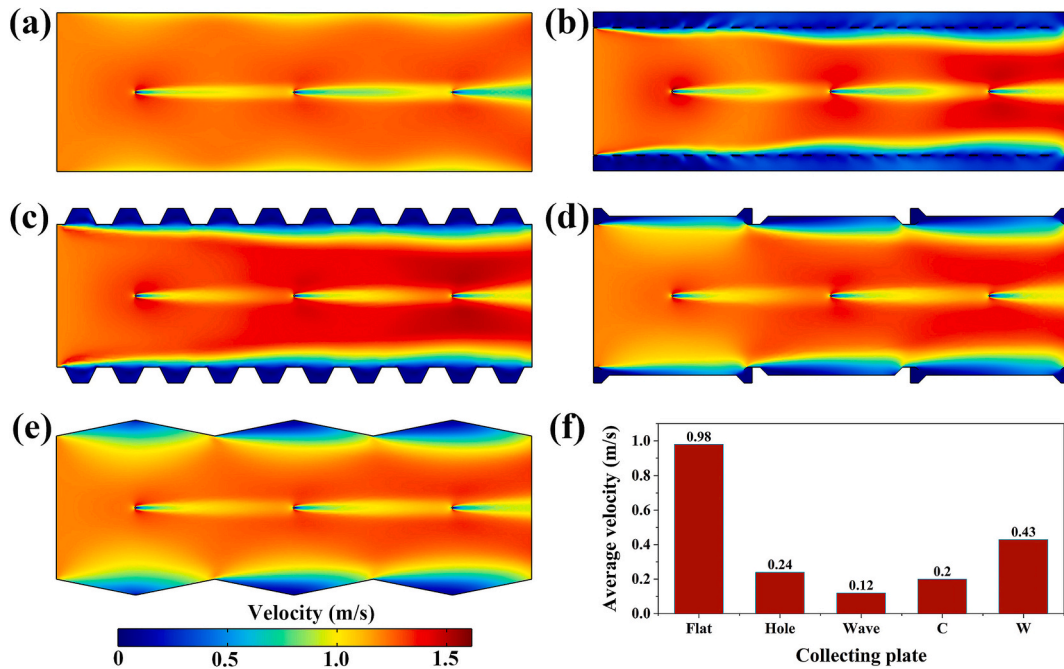 (a)
(b)
(c)
(d)
(e)
Velocity (m/s)
0 0.5 1.0 1.5
(f)
Average velocity (m/s)
1.0
0.8
0.6
0.4
0.2
0.0
0.98
0.24
0.12
0.2
0.43
Flat Hole Wave C W
Collecting plate